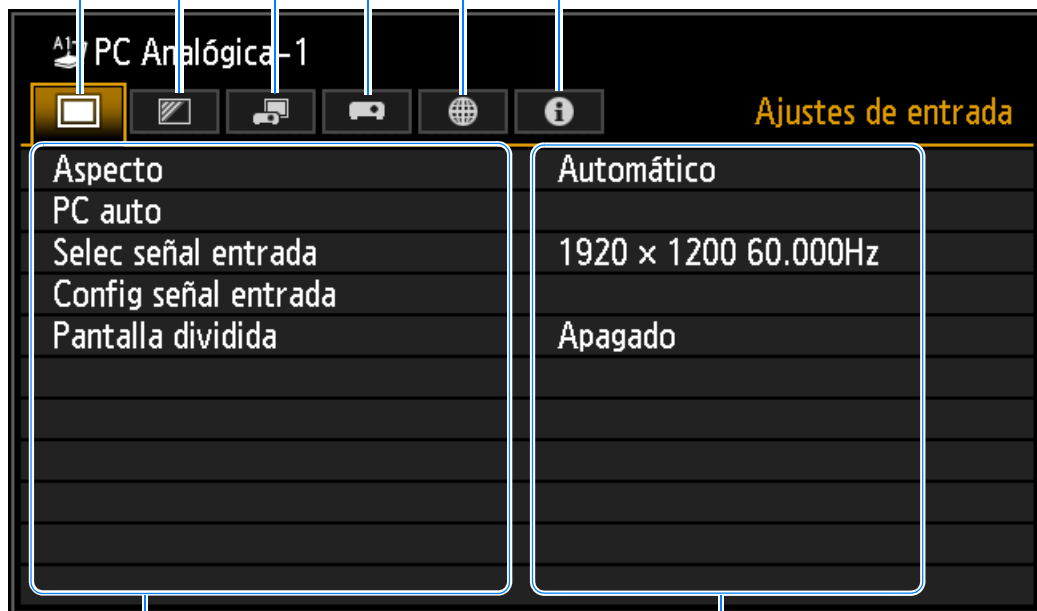 A1 PC Analógica-1
Ajustes de entrada
Aspecto Automático
PC auto
Selec señal entrada 1920 × 1200 60.000Hz
Config señal entrada
Pantalla dividida Apagado